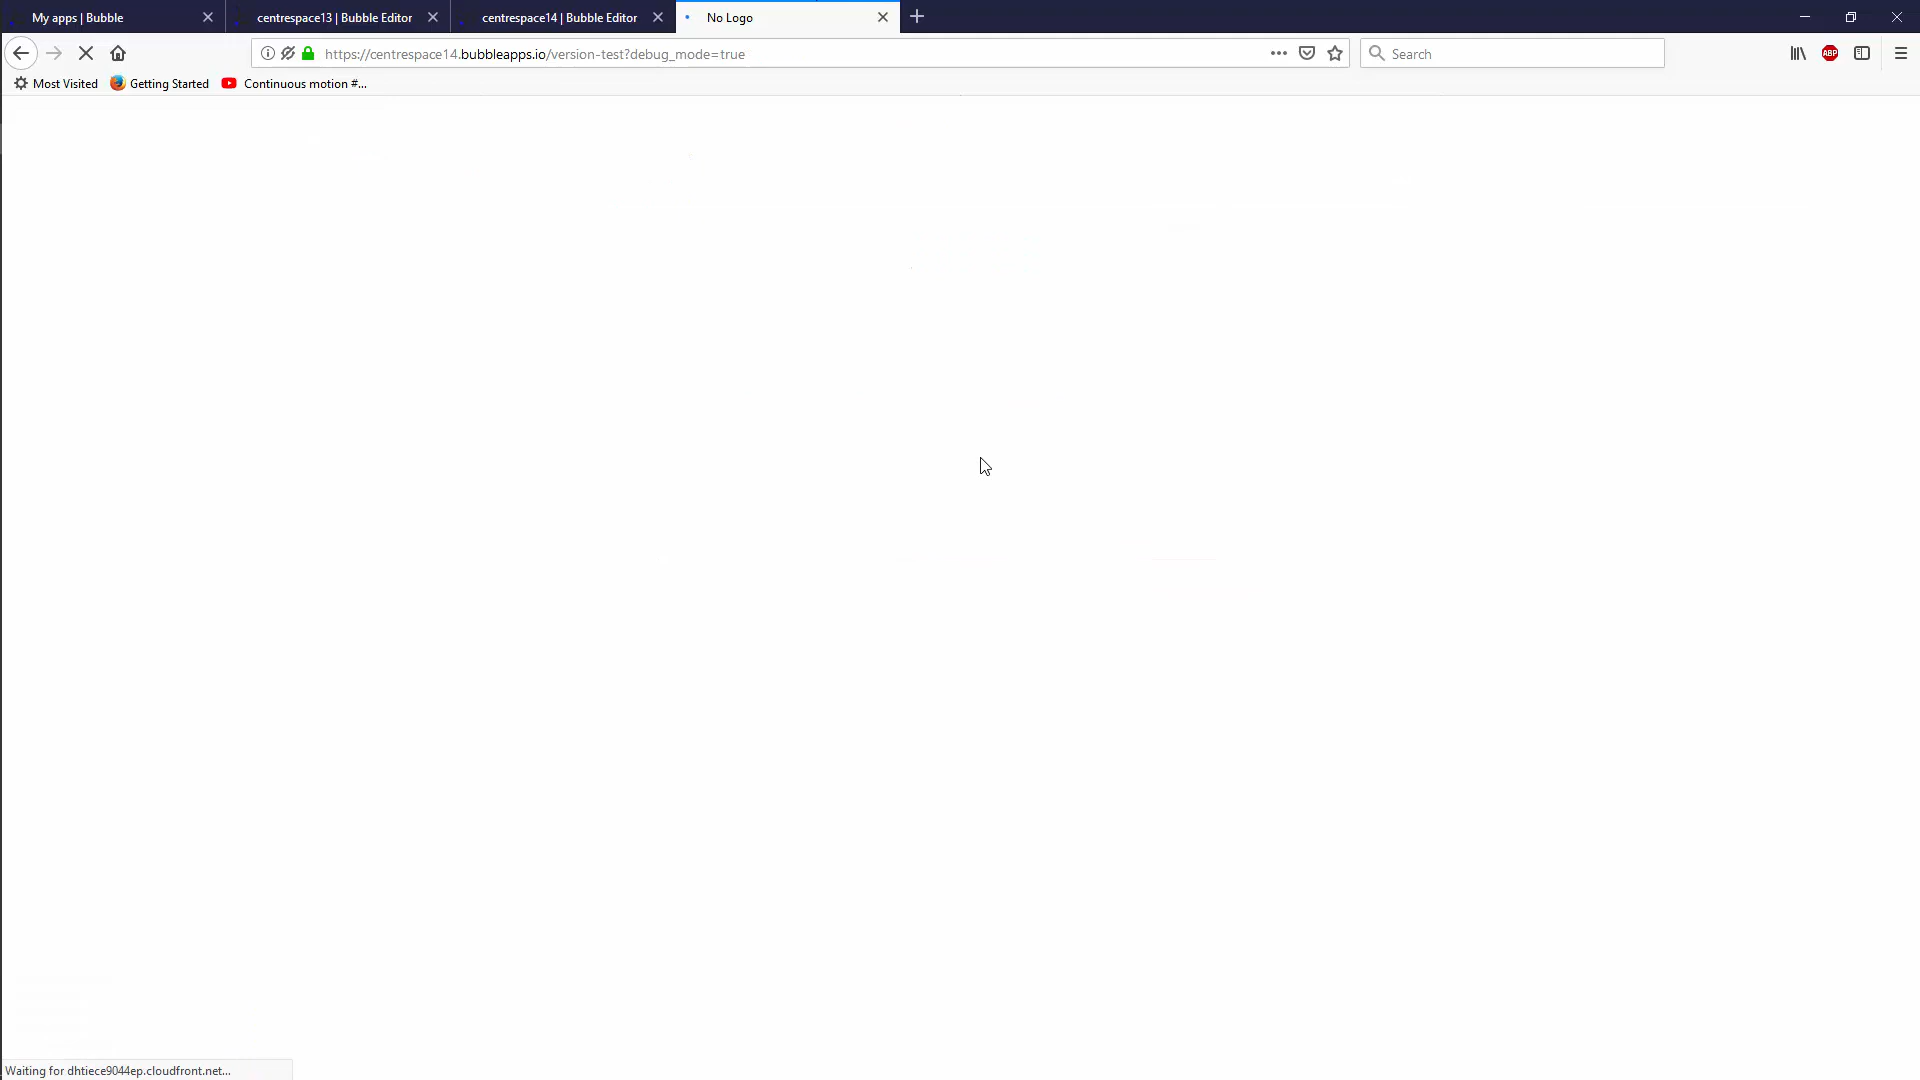 My apps | Bubble
centrespace13 | Bubble Editor
centrespace14 | Bubble Editor
No Logo
https://centrespace14.bubbleapps.io/version-test?debug_mode=true
Search
ABP
Most Visited
Getting Started
Continuous motion #...
Waiting for dhtiece9044ep.cloudfront.net...